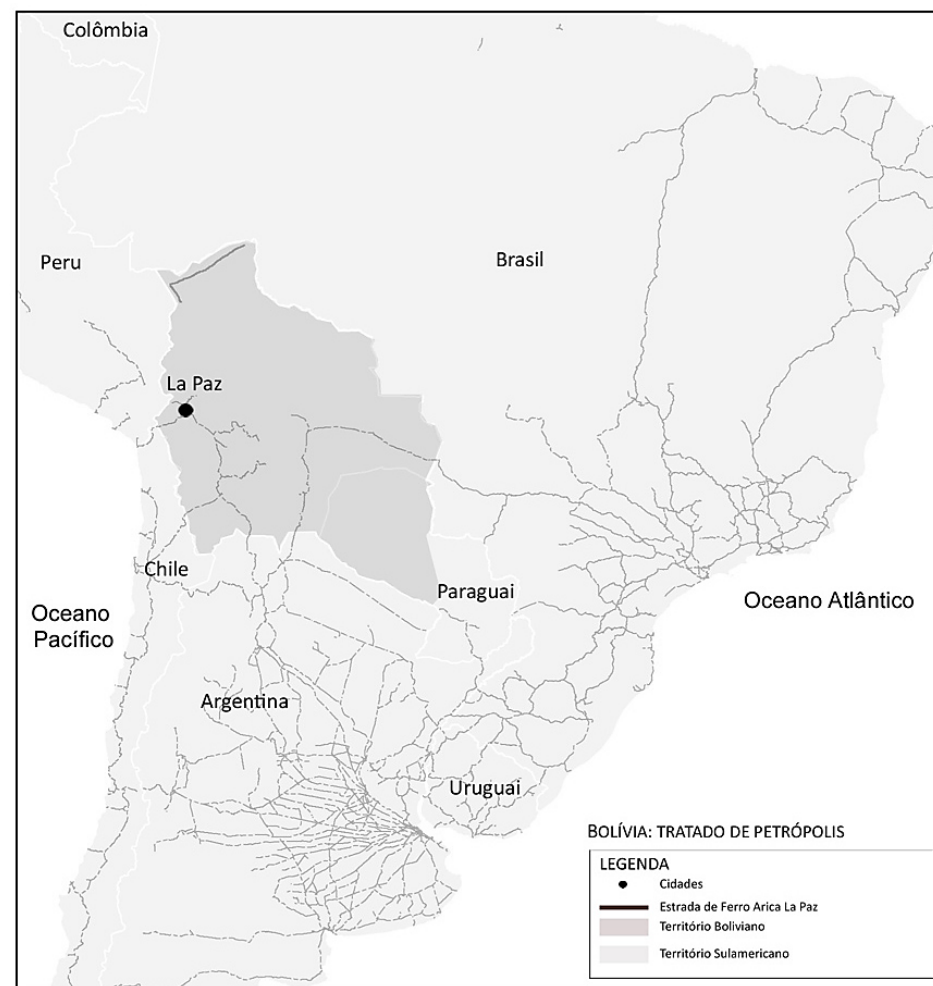 Colômbia
Peru
Brasil
La Paz
Chile
Paraguai
Oceano
Pacífico
Oceano Atlântico
Argentina
Uruguai
BOLÍVIA: TRATADO DE PETRÓPOLIS
LEGENDA
Cidades
Estrada de Ferro Arica La Paz
Território Boliviano
Território Sulamericano